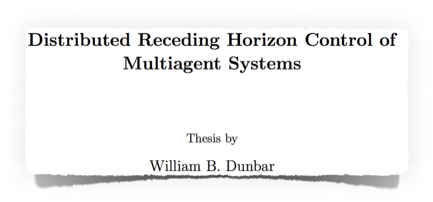 Distributed Receding Horizon Control of
Multiagent Systems
Thesis by
William B. Dunbar